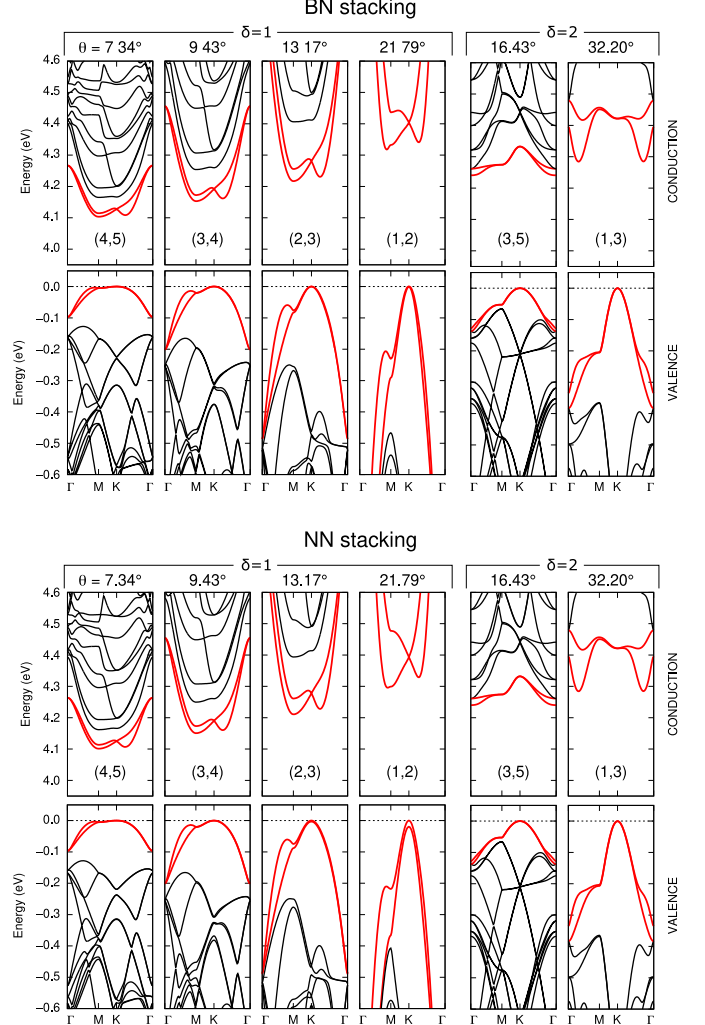 BN stacking
δ=1 δ=2
θ = 7 34° 9 43° 13 17° 21 79° 16.43° 32.20°
4.6
4.5
4.4
4.3
4.2
4.1
4.0
Energy (eV)
CONDUCTION
(4,5) (3,4) (2,3) (1,2) (3,5) (1,3)
0.0
−0.1
−0.2
−0.3
−0.4
−0.5
−0.6
Energy (eV)
VALENCE
Γ M K Γ Γ M K Γ Γ M K Γ Γ M K Γ Γ M K Γ Γ M K Γ
NN stacking
δ=1 δ=2
θ = 7.34° 9.43° 13.17° 21.79° 16.43° 32.20°
4.6
4.5
4.4
4.3
4.2
4.1
4.0
Energy (eV)
CONDUCTION
(4,5) (3,4) (2,3) (1,2) (3,5) (1,3)
0.0
−0.1
−0.2
−0.3
−0.4
−0.5
−0.6
Energy (eV)
VALENCE
Γ M K Γ Γ M K Γ Γ M K Γ Γ M K Γ Γ M K Γ Γ M K Γ